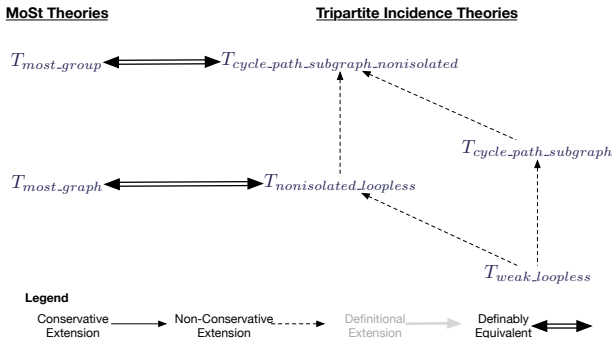 MoSt Theories Tripartite Incidence Theories
T_most_group T_cycle_path_subgraph_nonisolated
T_cycle_path_subgraph
T_most_graph T_nonisolated_loopless
T_weak_loopless
Legend
Conservative Extension
Non-Conservative Extension
Definitional Extension
Definably Equivalent